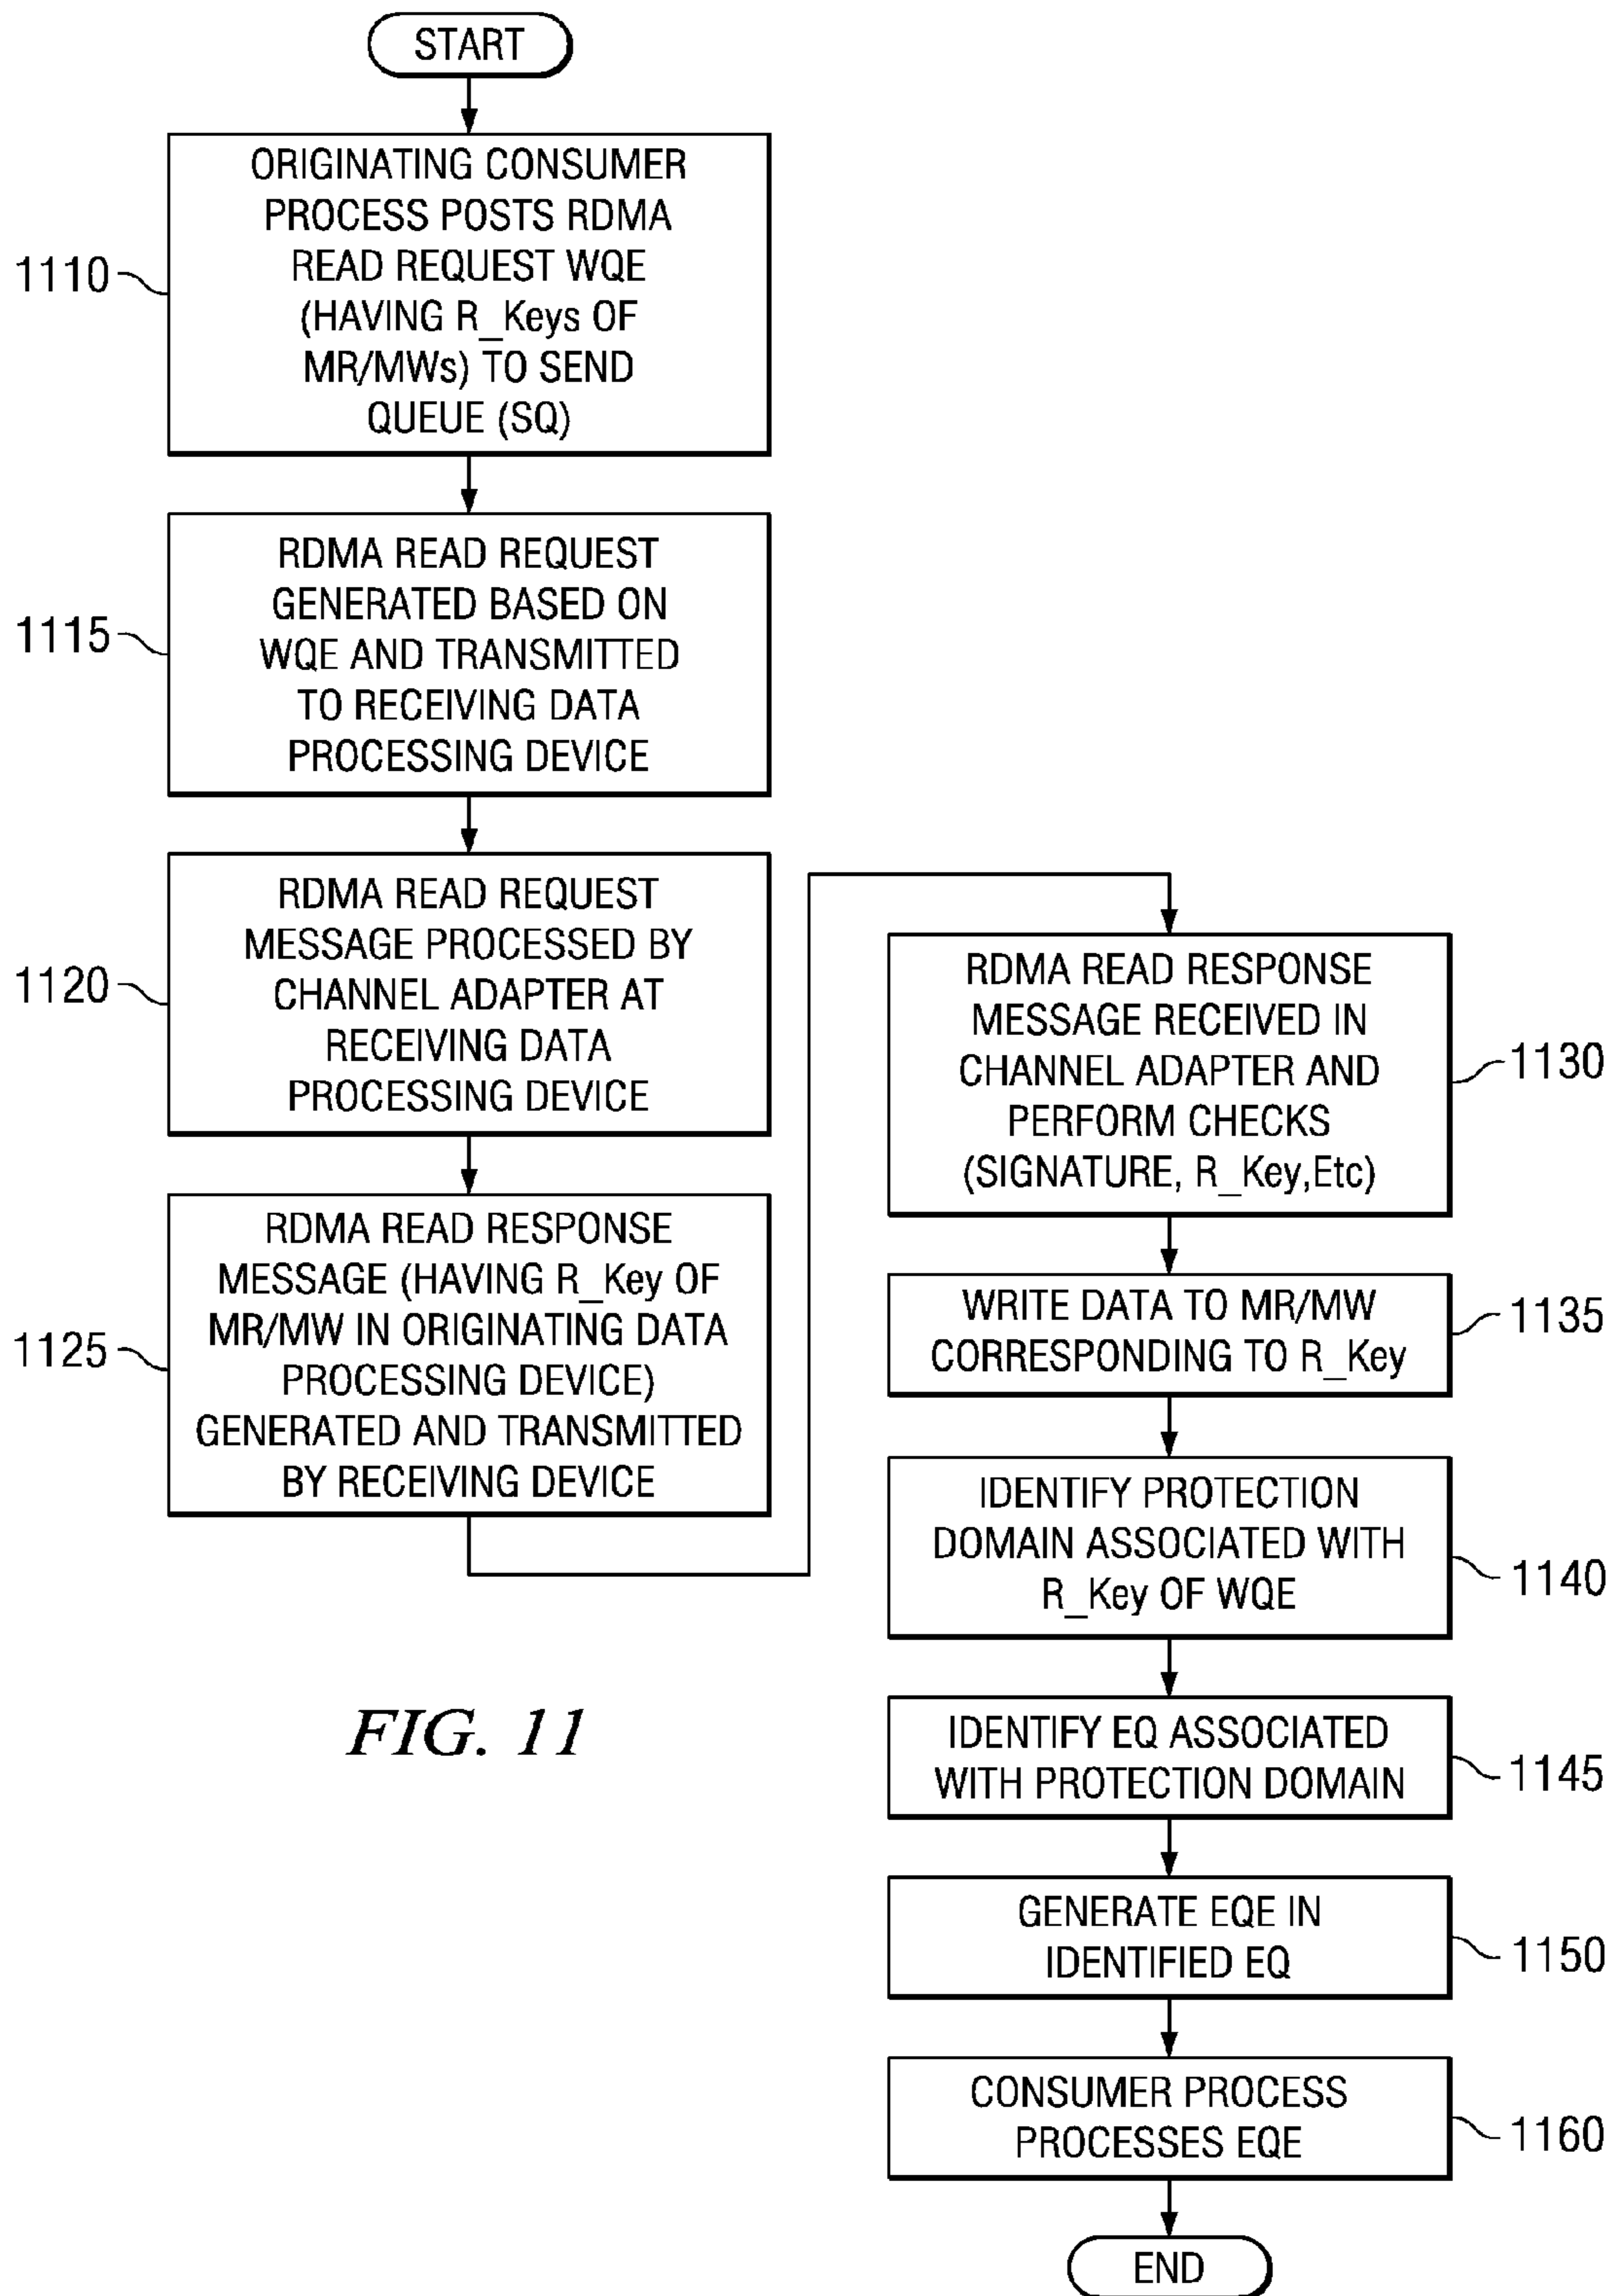 START
1110
ORIGINATING CONSUMER
PROCESS POSTS RDMA
READ REQUEST WQE
(HAVING R_Keys OF
MR/MWs) TO SEND
QUEUE (SQ)
1115
RDMA READ REQUEST
GENERATED BASED ON
WQE AND TRANSMITTED
TO RECEIVING DATA
PROCESSING DEVICE
1120
RDMA READ REQUEST
MESSAGE PROCESSED BY
CHANNEL ADAPTER AT
RECEIVING DATA
PROCESSING DEVICE
1125
RDMA READ RESPONSE
MESSAGE (HAVING R_Key OF
MR/MW IN ORIGINATING DATA
PROCESSING DEVICE)
GENERATED AND TRANSMITTED
BY RECEIVING DEVICE
RDMA READ RESPONSE
MESSAGE RECEIVED IN
CHANNEL ADAPTER AND
PERFORM CHECKS
(SIGNATURE, R_Key,Etc)
1130
WRITE DATA TO MR/MW
CORRESPONDING TO R_Key
1135
IDENTIFY PROTECTION
DOMAIN ASSOCIATED WITH
R_Key OF WQE
1140
IDENTIFY EQ ASSOCIATED
WITH PROTECTION DOMAIN
1145
GENERATE EQE IN
IDENTIFIED EQ
1150
CONSUMER PROCESS
PROCESSES EQE
1160
END
FIG. 11